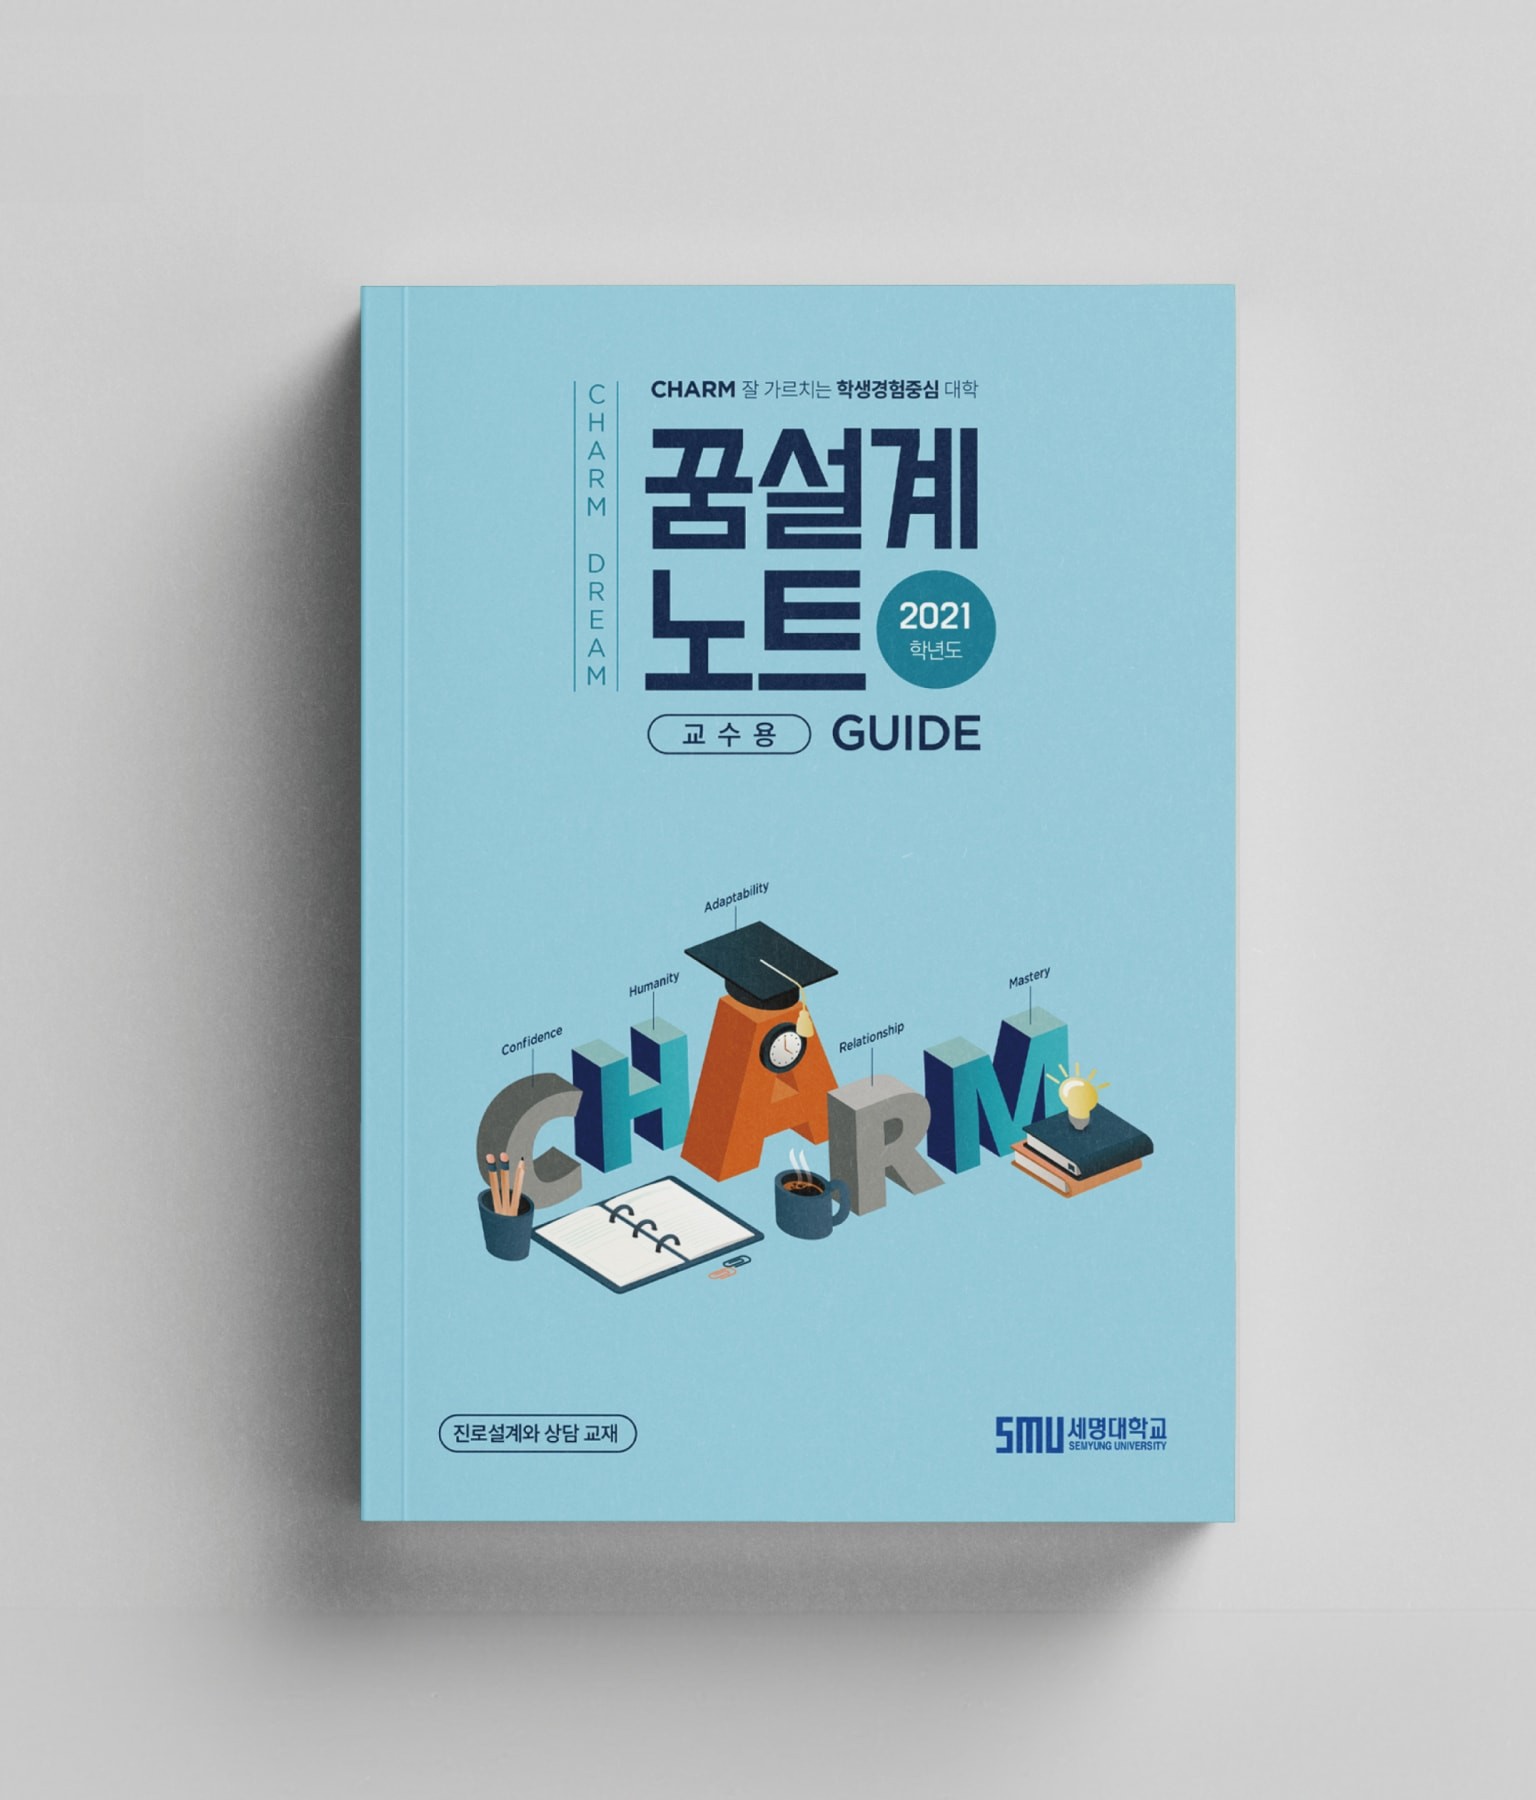 CHARM DREAM
CHARM 잘 가르치는 학생경험중심 대학
꿈설계
노트
2021
학년도
교수용 GUIDE
Adaptability
Humanity
Mastery
Confidence
Relationship
CHARM
진로설계와 상담 교재
SMU 세명대학교
SEMYUNG UNIVERSITY